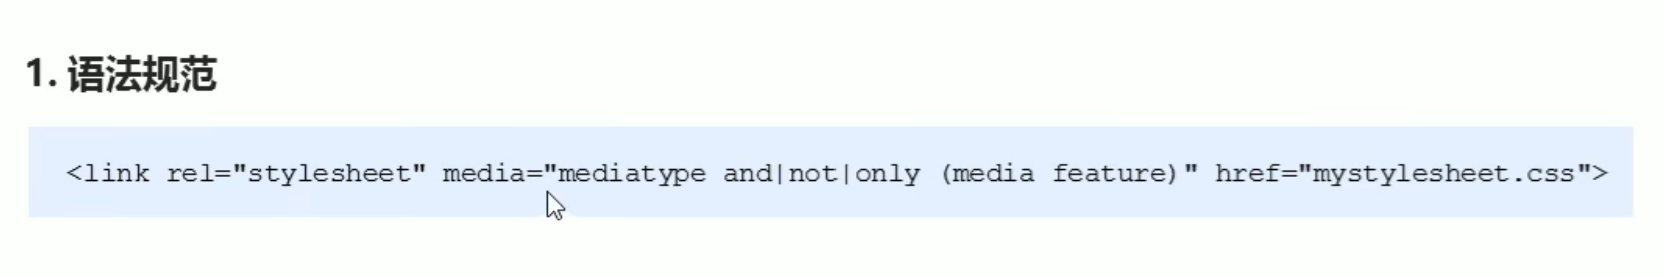 1. 语法规范
<link rel="stylesheet" media="mediatype and|not|only (media feature)" href="mystylesheet.css">